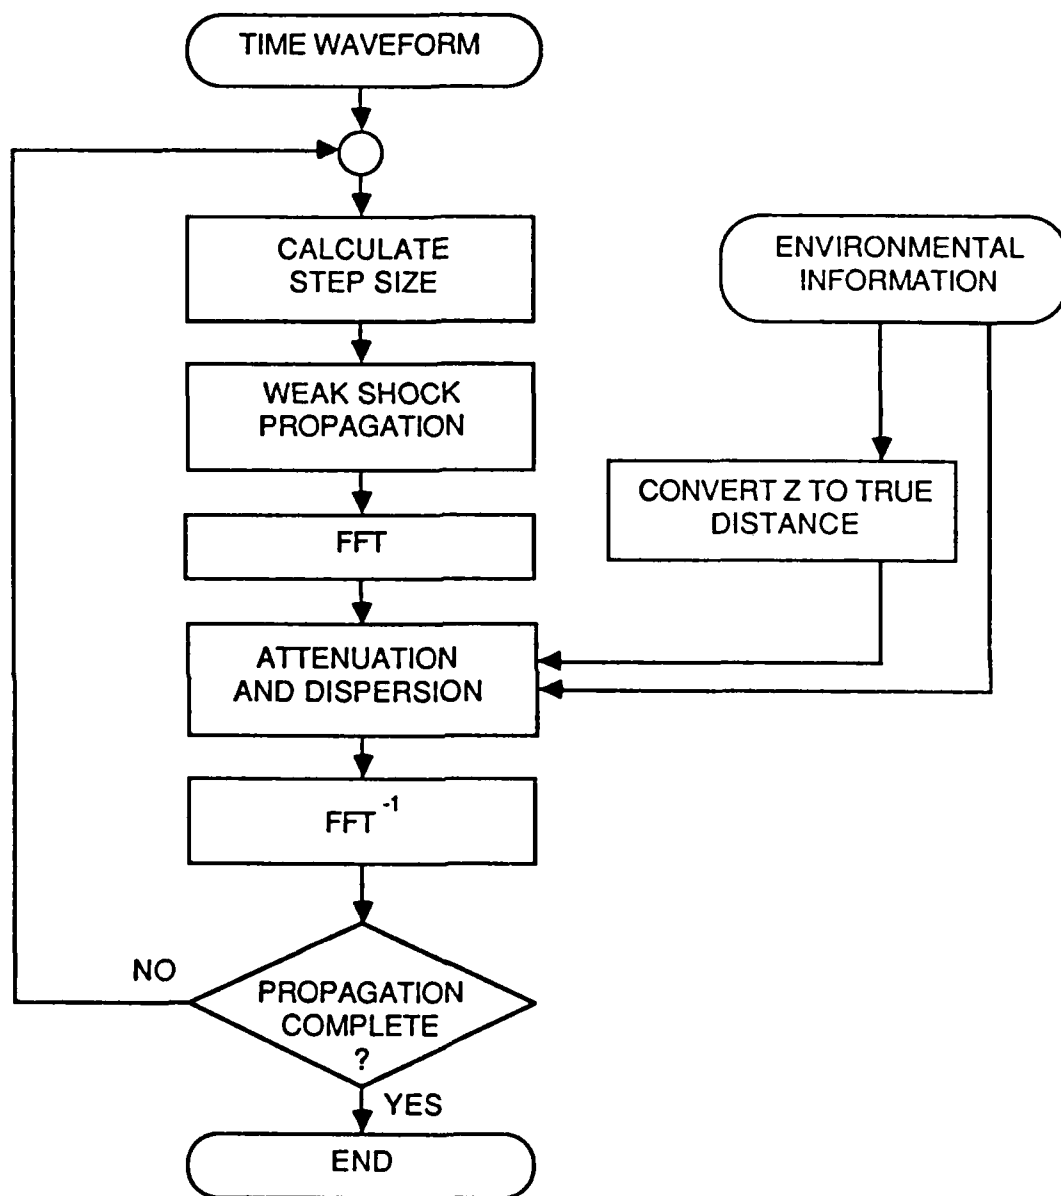 TIME WAVEFORM
CALCULATE
STEP SIZE
ENVIRONMENTAL
INFORMATION
WEAK SHOCK
PROPAGATION
CONVERT Z TO TRUE
DISTANCE
FFT
ATTENUATION
AND DISPERSION
FFT -1
NO
PROPAGATION
COMPLETE
?
YES
END